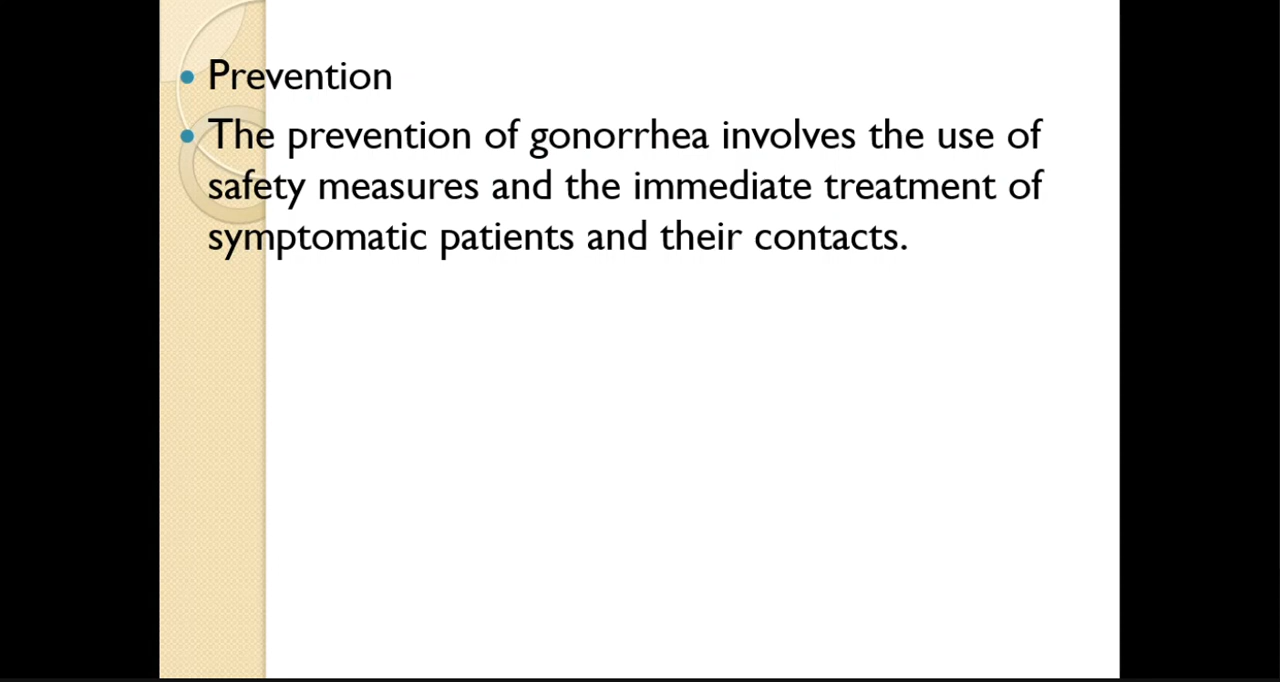 Prevention
The prevention of gonorrhea involves the use of
safety measures and the immediate treatment of
symptomatic patients and their contacts.